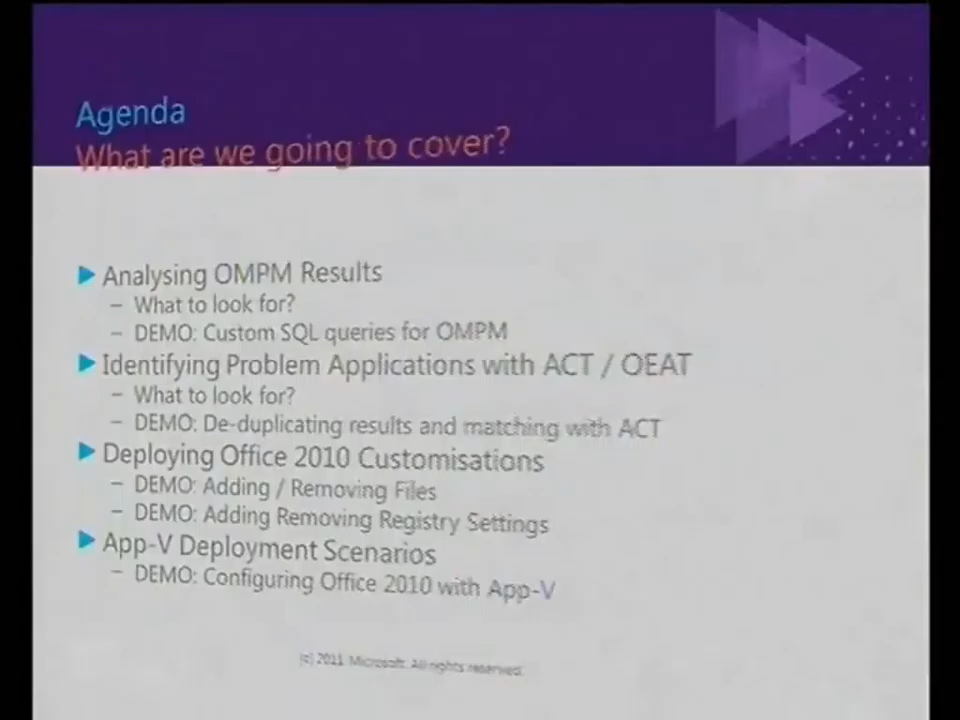 Agenda
What are we going to cover?
Analysing OMPM Results
– What to look for?
– DEMO: Custom SQL queries for OMPM
Identifying Problem Applications with ACT / OEAT
– What to look for?
– DEMO: De-duplicating results and matching with ACT
Deploying Office 2010 Customisations
– DEMO: Adding / Removing Files
– DEMO: Adding Removing Registry Settings
App-V Deployment Scenarios
– DEMO: Configuring Office 2010 with App-V
(c) 2011 Microsoft. All rights reserved.